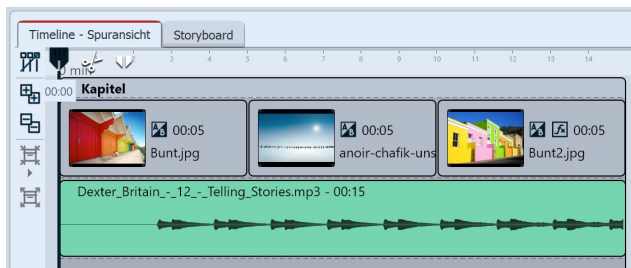 Timeline - Spuransicht Storyboard
2 3 4 5 6 7 8 9 10 11 12 13 14
0 min
00:00 Kapitel
00:05 00:05 00:05
Bunt.jpg anoir-chafik-uns Bunt2.jpg
Dexter_Britain_-_12_-_Telling_Stories.mp3 - 00:15